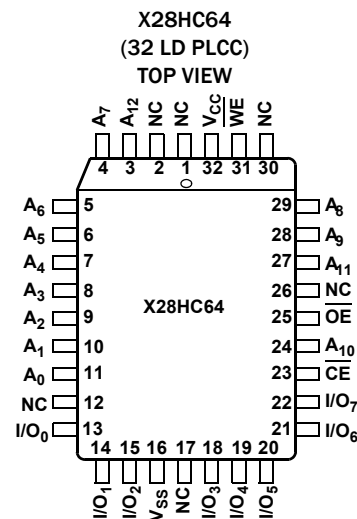 X28HC64
(32 LD PLCC)
TOP VIEW
A7 A12 NC NC VCC WE NC
4 3 2 1 32 31 30
A6 5 29 A8
A5 6 28 A9
A4 7 27 A11
A3 8 26 NC
X28HC64
A2 9 25 OE
A1 10 24 A10
A0 11 23 CE
NC 12 22 I/O7
I/O0 13 21 I/O6
14 15 16 17 18 19 20
I/O1 I/O2 VSS NC I/O3 I/O4 I/O5